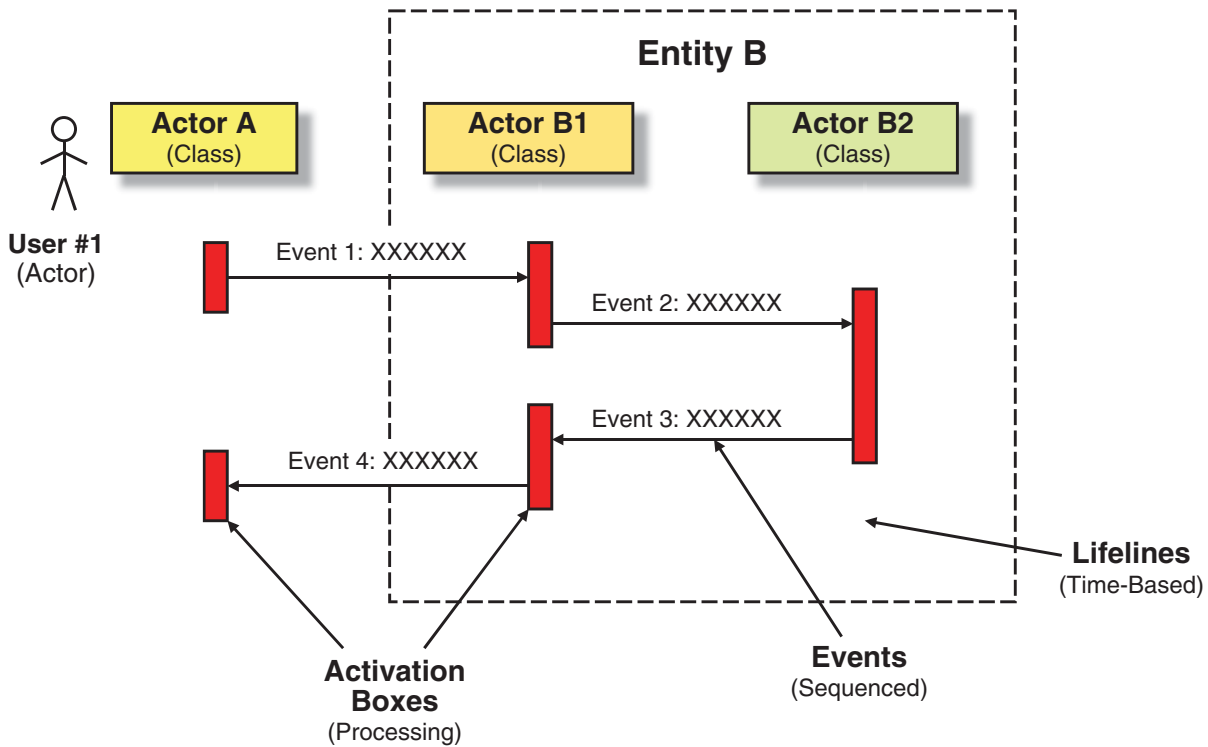 Entity B
Actor A
(Class)
Actor B1
(Class)
Actor B2
(Class)
User #1
(Actor)
Event 1: XXXXXX
Event 2: XXXXXX
Event 3: XXXXXX
Event 4: XXXXXX
Lifelines
(Time-Based)
Activation
Boxes
(Processing)
Events
(Sequenced)